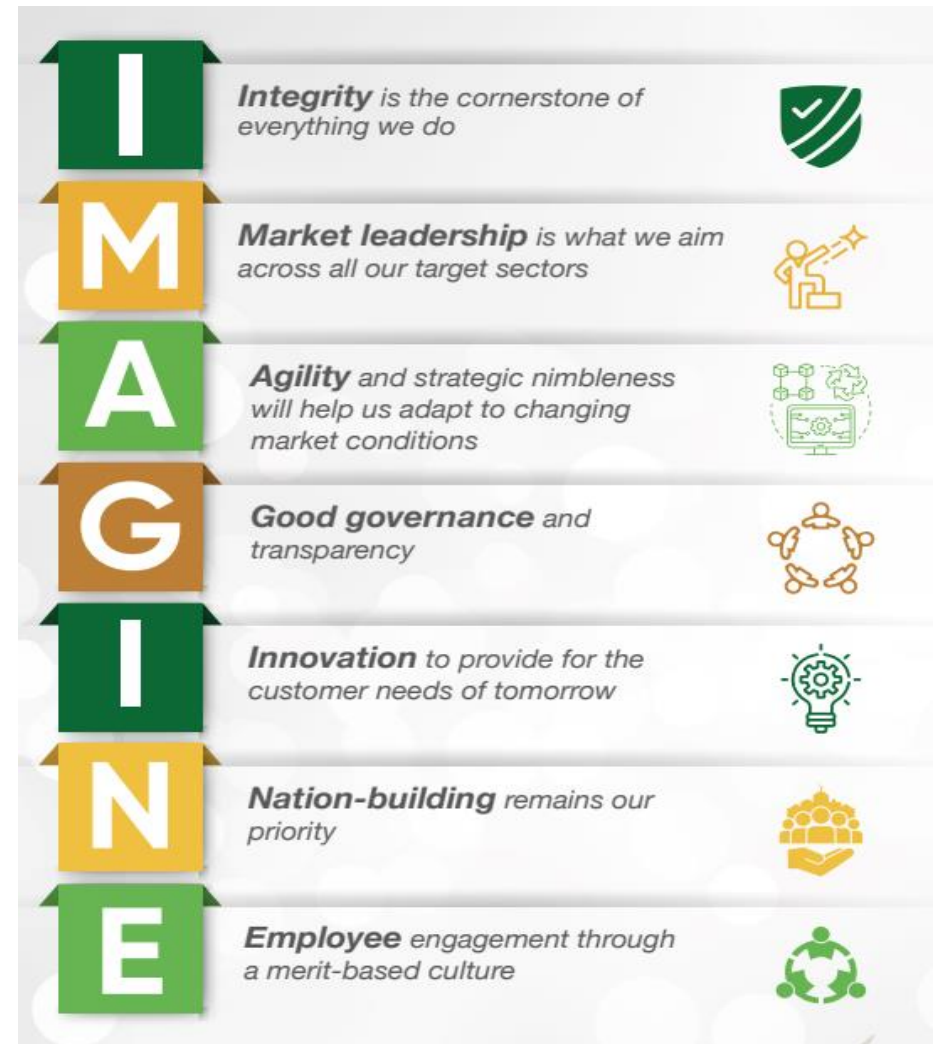 I
Integrity is the cornerstone of
everything we do
M
Market leadership is what we aim
across all our target sectors
A
Agility and strategic nimbleness
will help us adapt to changing
market conditions
G
Good governance and
transparency
I
Innovation to provide for the
customer needs of tomorrow
N
Nation-building remains our
priority
E
Employee engagement through
a merit-based culture